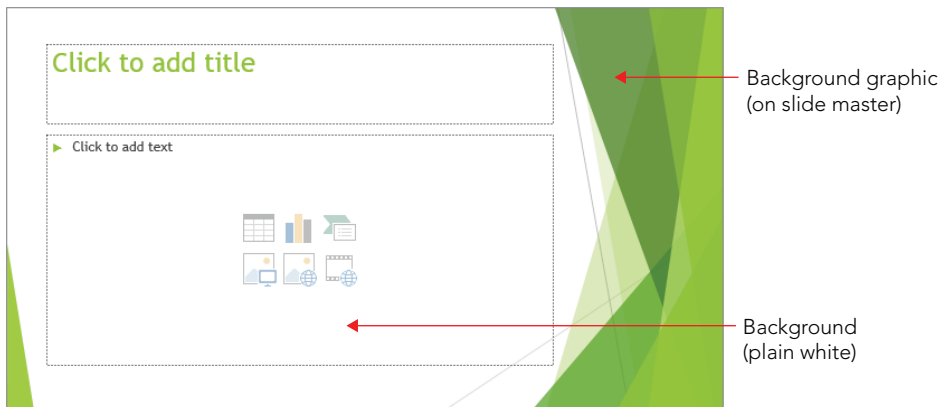 Click to add title
Click to add text
Background graphic
(on slide master)
Background
(plain white)